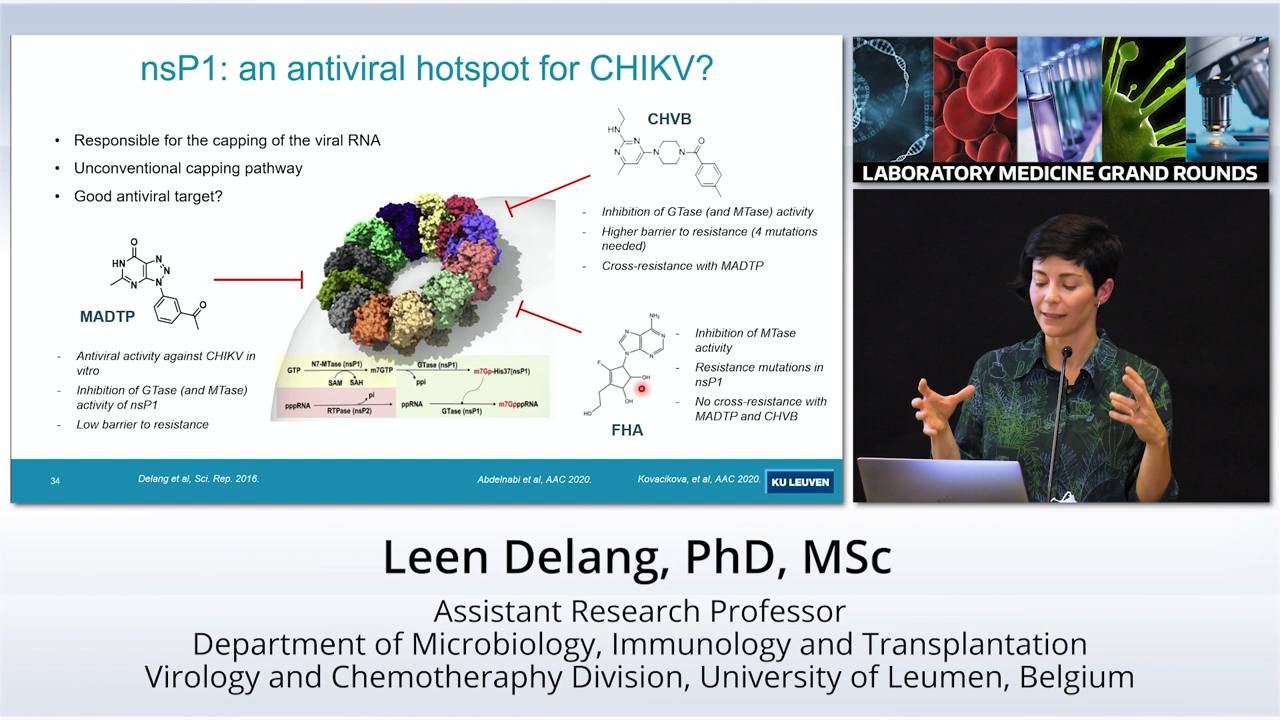 nsP1: an antiviral hotspot for CHIKV?
• Responsible for the capping of the viral RNA
• Unconventional capping pathway
• Good antiviral target?
CHVB
HN
N
N
N
N
O
- Inhibition of GTase (and MTase) activity
- Higher barrier to resistance (4 mutations
needed)
- Cross-resistance with MADTP
O
HN
N
N
N
N
O
MADTP
- Antiviral activity against CHIKV in
vitro
- Inhibition of GTase (and MTase)
activity of nsP1
- Low barrier to resistance
GTP
N7-MTase (nsP1)
SAM
SAH
m7GTP
GTase (nsP1)
ppi
m7Gp-His37(nsP1)
pppRNA
RTPase (nsP2)
pi
ppRNA
GTase (nsP1)
m7GpppRNA
NH₂
N
N
N
N
F
OH
OH
HO
FHA
- Inhibition of MTase
activity
- Resistance mutations in
nsP1
- No cross-resistance with
MADTP and CHVB
34
Delang et al, Sci. Rep. 2016.
Abdelnabi et al, AAC 2020.
Kovacikova, et al, AAC 2020.
KU LEUVEN
LABORATORY MEDICINE GRAND ROUNDS
Leen Delang, PhD, MSc
Assistant Research Professor
Department of Microbiology, Immunology and Transplantation
Virology and Chemotheraphy Division, University of Leumen, Belgium